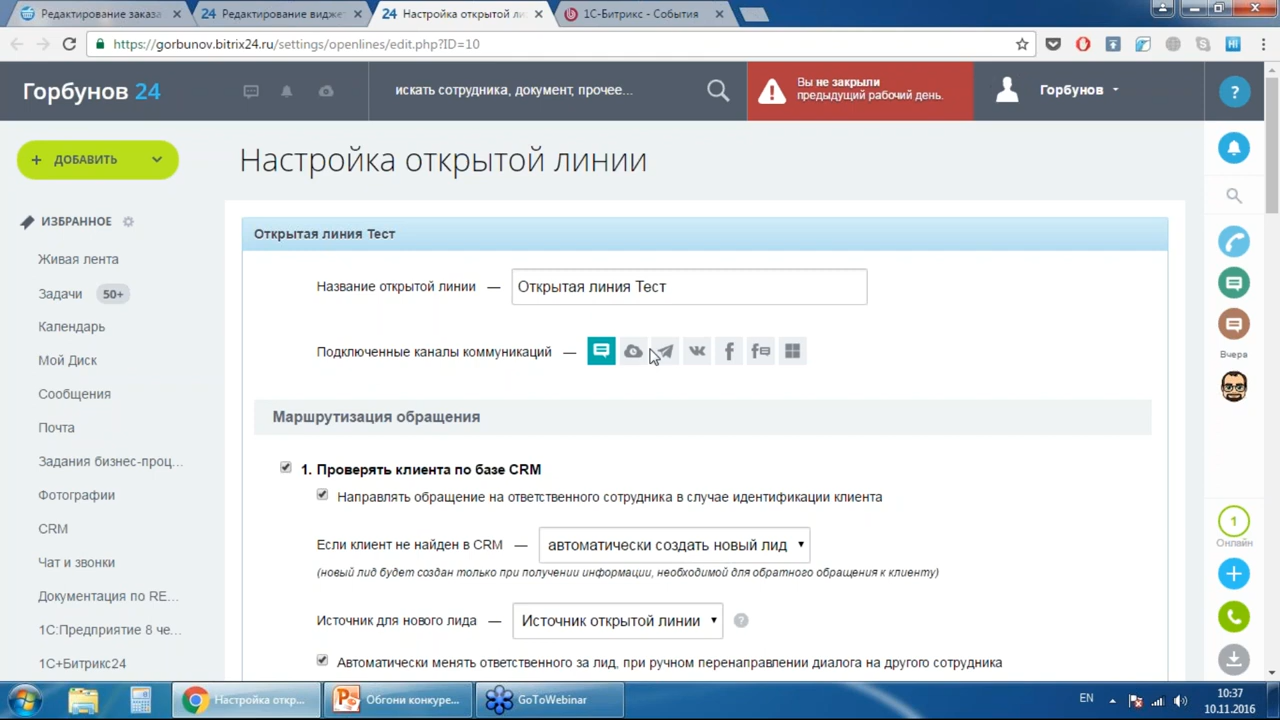 Редактирование заказа
24 Редактирование виджет
24 Настройка открытой ли
1С-Битрикс - События
https://gorbunov.bitrix24.ru/settings/openlines/edit.php?ID=10
Hi
Горбунов 24
искать сотрудника, документ, прочее...
Вы не закрыли
предыдущий рабочий день.
Горбунов
?
+ ДОБАВИТЬ
Настройка открытой линии
ИЗБРАННОЕ
Живая лента
Задачи 50+
Календарь
Мой Диск
Сообщения
Почта
Задания бизнес-проц...
Фотографии
CRM
Чат и звонки
Документация по RE...
1С:Предприятие 8 че...
1С+Битрикс24
Открытая линия Тест
Название открытой линии — Открытая линия Тест
Подключенные каналы коммуникаций —
Маршрутизация обращения
1. Проверять клиента по базе CRM
Направлять обращение на ответственного сотрудника в случае идентификации клиента
Если клиент не найден в CRM — автоматически создать новый лид
(новый лид будет создан только при получении информации, необходимой для обратного обращения к клиенту)
Источник для нового лида — Источник открытой линии ?
Автоматически менять ответственного за лид, при ручном перенаправлении диалога на другого сотрудника
Вчера
1
Онлайн
Настройка откр...
Обгони конкуре...
GoToWebinar
EN
10:37
10.11.2016